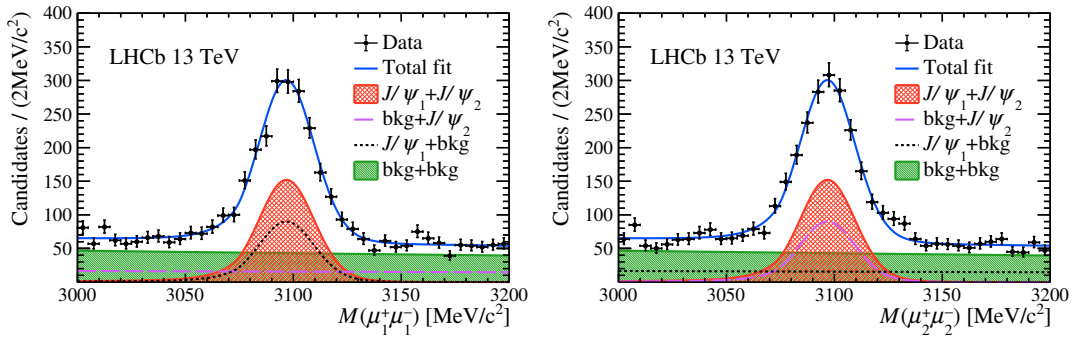 Candidates / (2MeV/c²)
400
350
300
250
200
150
100
50
LHCb 13 TeV
Data
Total fit
J/ψ₁+J/ψ₂
bkg+J/ψ₂
J/ψ₁+bkg
bkg+bkg
3000 3050 3100 3150 3200
M(μ₁⁺μ₁⁻) [MeV/c²]
Candidates / (2MeV/c²)
400
350
300
250
200
150
100
50
LHCb 13 TeV
Data
Total fit
J/ψ₁+J/ψ₂
bkg+J/ψ₂
J/ψ₁+bkg
bkg+bkg
3000 3050 3100 3150 3200
M(μ₂⁺μ₂⁻) [MeV/c²]